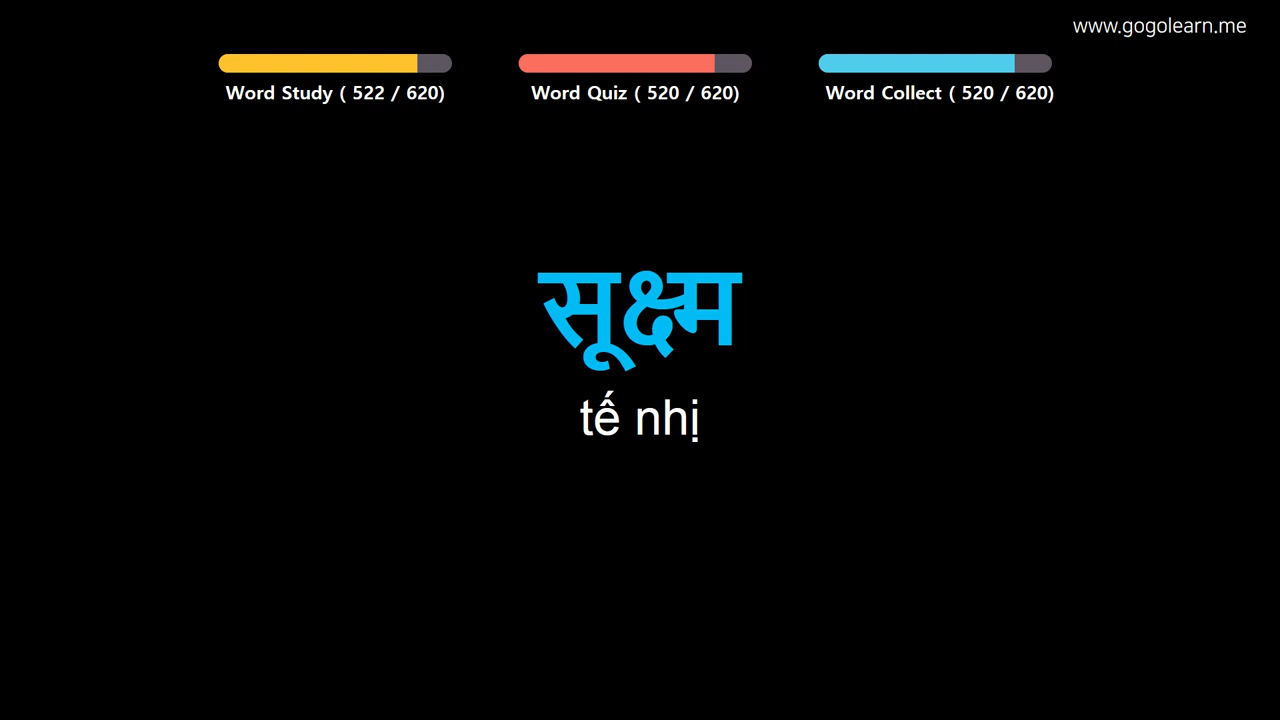 www.gogolearn.me
Word Study ( 522 / 620)
Word Quiz ( 520 / 620)
Word Collect ( 520 / 620)
सूक्ष्म
tế nhị